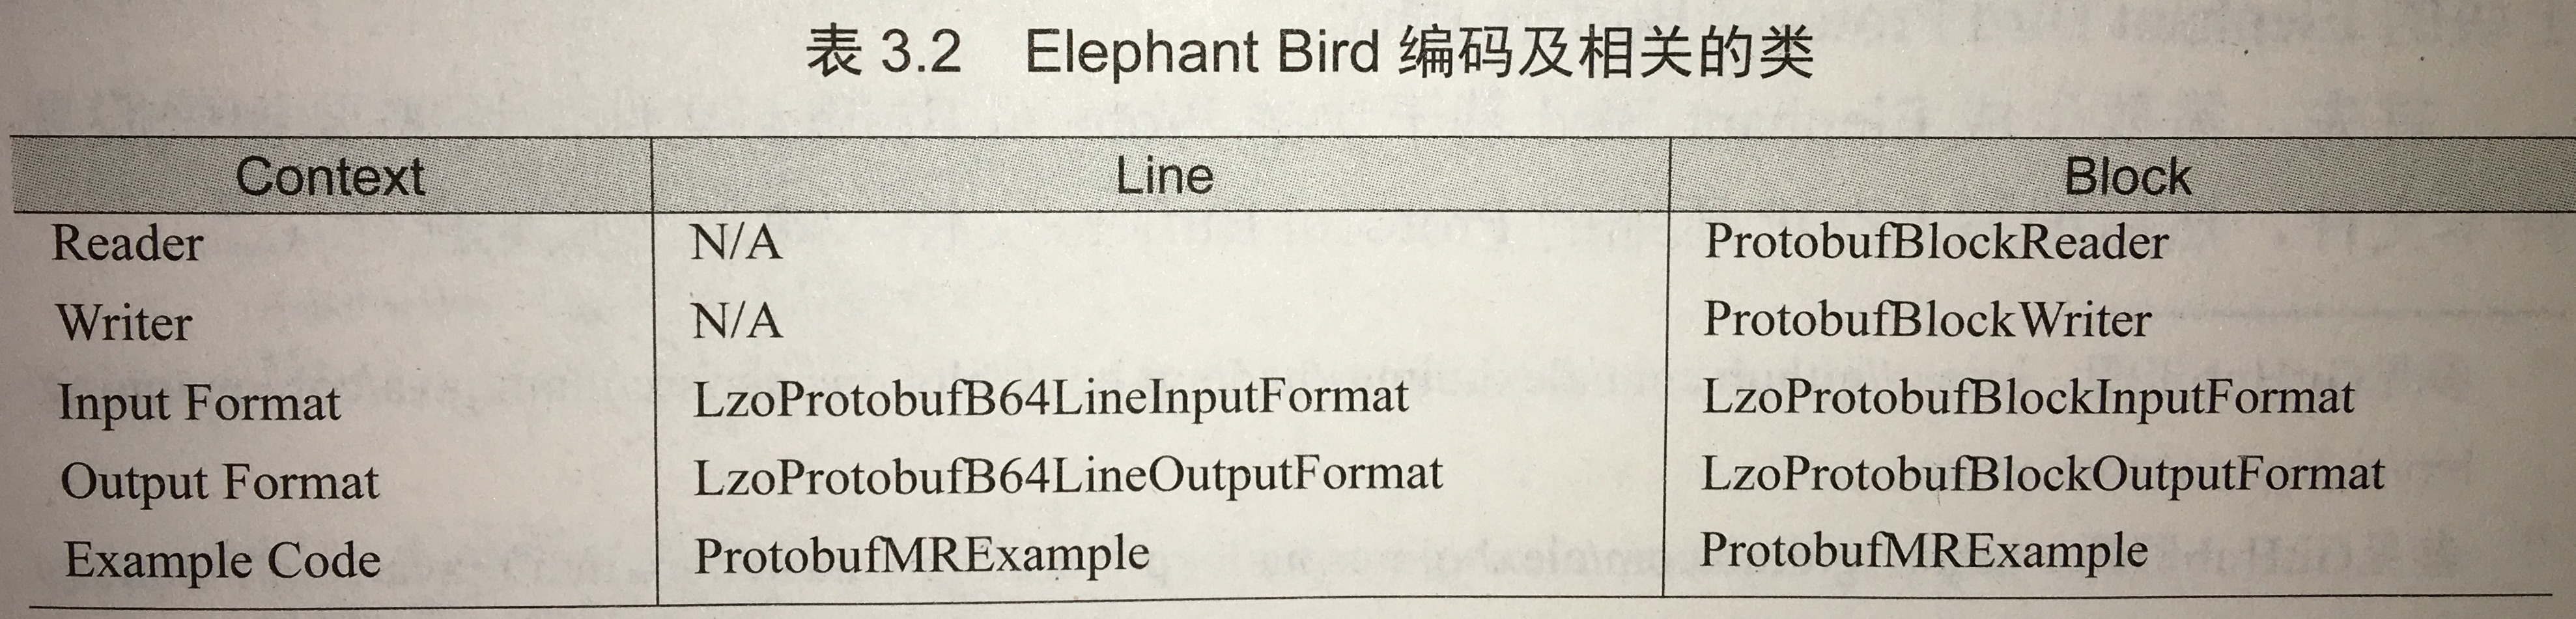 表 3.2 Elephant Bird 编码及相关的类
Context Line Block
Reader N/A ProtobufBlockReader
Writer N/A ProtobufBlockWriter
Input Format LzoProtobufB64LineInputFormat LzoProtobufBlockInputFormat
Output Format LzoProtobufB64LineOutputFormat LzoProtobufBlockOutputFormat
Example Code ProtobufMRExample ProtobufMRExample